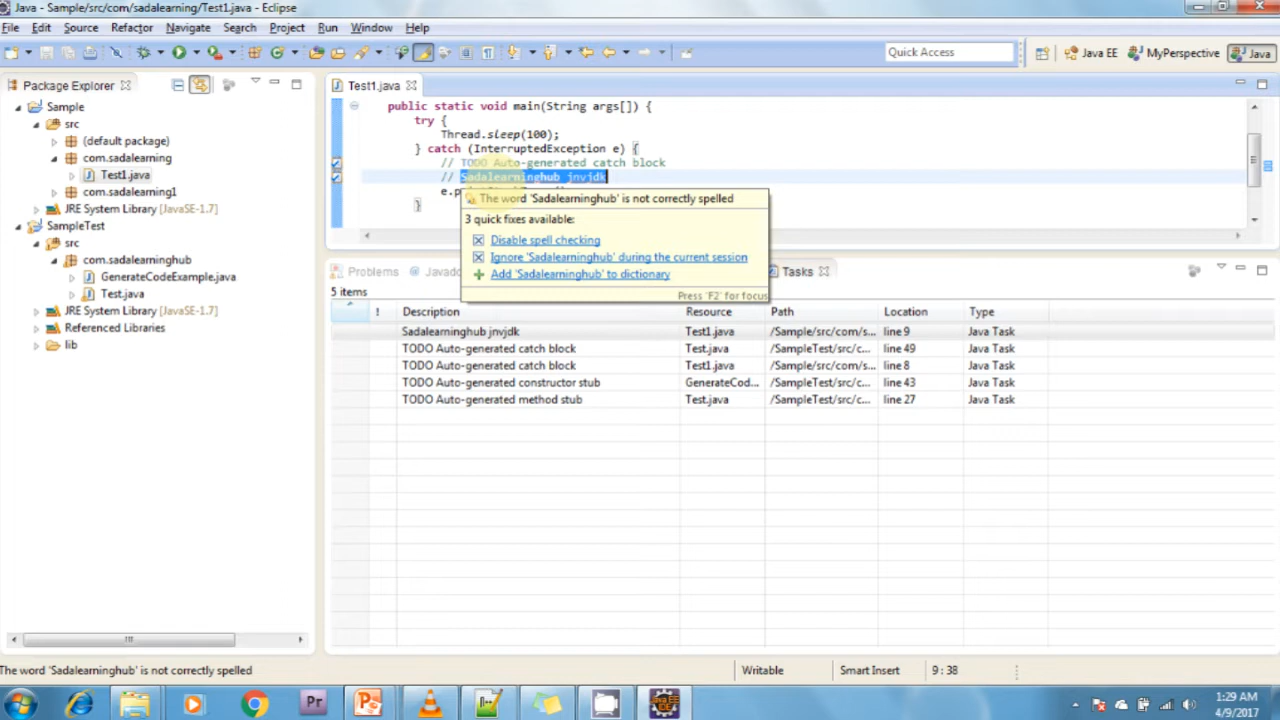 Java - Sample/src/com/sadalearning/Test1.java - Eclipse
File Edit Source Refactor Navigate Search Project Run Window Help
Quick Access
Java EE MyPerspective Java
Package Explorer
Sample
src
(default package)
com.sadalearning
Test1.java
com.sadalearning1
JRE System Library [JavaSE-1.7]
SampleTest
src
com.sadalearninghub
GenerateCodeExample.java
Test.java
JRE System Library [JavaSE-1.7]
Referenced Libraries
lib
Test1.java
public static void main(String args[]) {
try {
Thread.sleep(100);
} catch (InterruptedException e) {
// TODO Auto-generated catch block
// Sadalearninghub jnvjdk
e.p
}
The word 'Sadalearninghub' is not correctly spelled
3 quick fixes available:
Disable spell checking
Ignore 'Sadalearninghub' during the current session
Add 'Sadalearninghub' to dictionary
Press 'F2' for focus
Problems @ Javado Tasks
5 items
! Description Resource Path Location Type
Sadalearninghub jnvjdk Test1.java /Sample/src/com/s... line 9 Java Task
TODO Auto-generated catch block Test.java /SampleTest/src/c... line 49 Java Task
TODO Auto-generated catch block Test1.java /Sample/src/com/s... line 8 Java Task
TODO Auto-generated constructor stub GenerateCod... /SampleTest/src/c... line 43 Java Task
TODO Auto-generated method stub Test.java /SampleTest/src/c... line 27 Java Task
The word 'Sadalearninghub' is not correctly spelled
Writable Smart Insert 9 : 38
Pr
Java EE
IDE
1:29 AM
4/9/2017